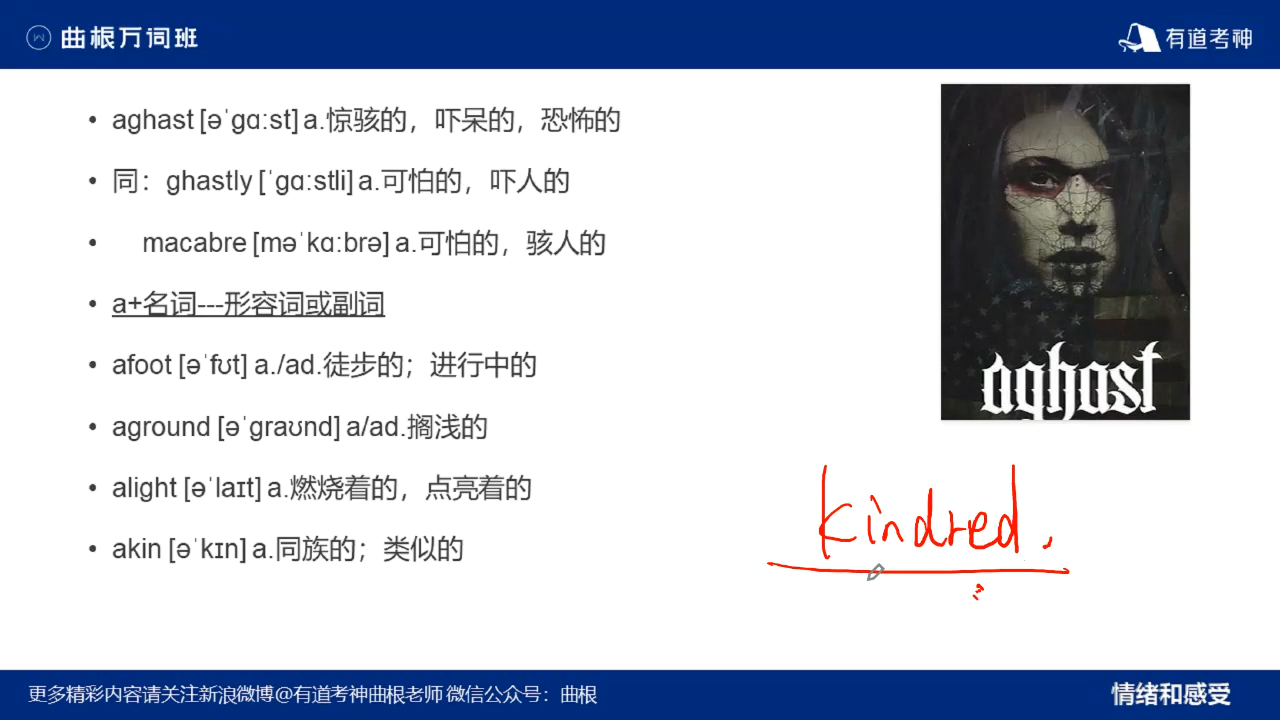 曲根万词班
有道考神
• aghast [əˈgɑːst] a.惊骇的，吓呆的，恐怖的
• 同：ghastly [ˈgɑːstli] a.可怕的，吓人的
• macabre [məˈkɑːbrə] a.可怕的，骇人的
• a+名词---形容词或副词
• afoot [əˈfʊt] a./ad.徒步的；进行中的
• aground [əˈgraʊnd] a/ad.搁浅的
• alight [əˈlaɪt] a.燃烧着的，点亮着的
• akin [əˈkɪn] a.同族的；类似的
aghast
kindred.
更多精彩内容请关注新浪微博@有道考神曲根老师 微信公众号：曲根
情绪和感受